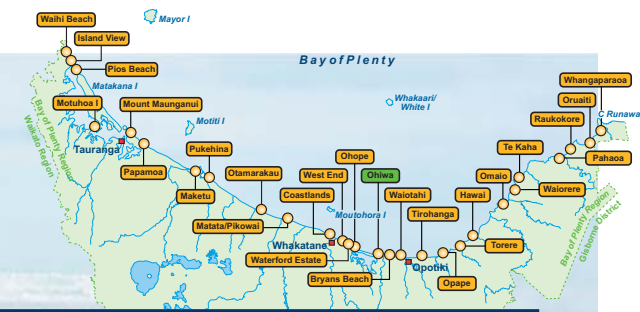 Waihi Beach
Mayor I
Island View
Bay of Plenty
Pios Beach
Whangaparaoa
Matakana I
Whakaari/
White I
Oruaiti
Motuhoa I
Mount Maunganui
C Runawa
Raukokore
Motiti I
Bay of Plenty Region
Waikato Region
Tauranga
Pukehina
Te Kaha
Ohope
Pahaoa
Papamoa
Otamarakau
West End
Ohiwa
Omaio
Maketu
Coastlands
Waiotahi
Hawai
Waiorere
Moutohora I
Tirohanga
Matata/Pikowai
Whakatane
Torere
Waterford Estate
Opotiki
Bryans Beach
Opape
Bay of Plenty Region
Gisborne District